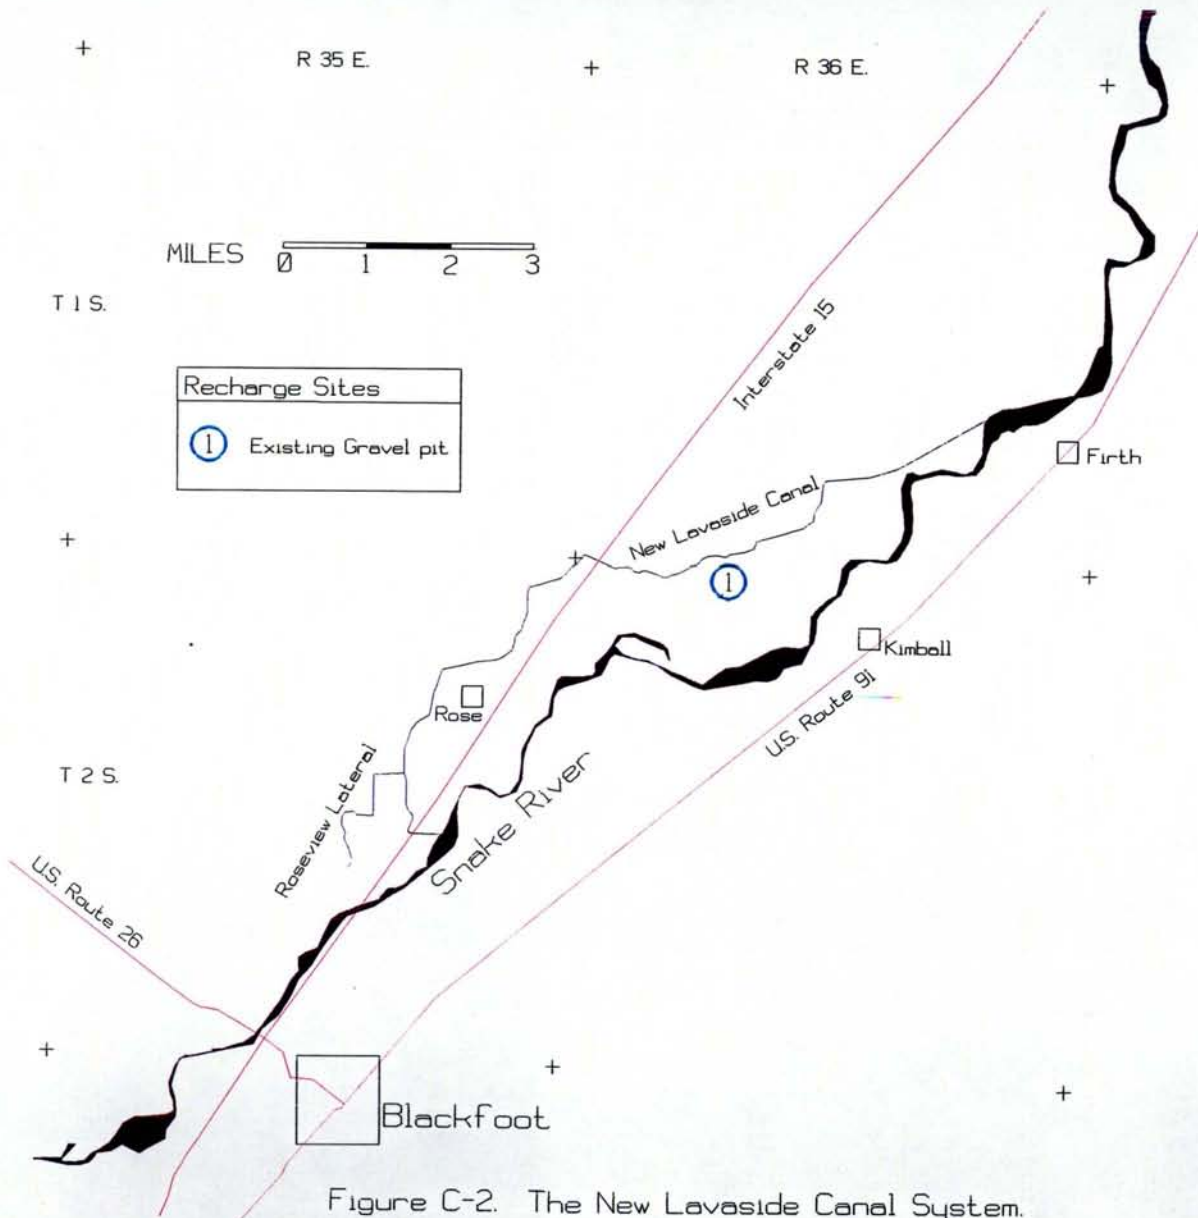 R 35 E.
R 36 E.
MILES
0 1 2 3
T 1 S.
Interstate 15
Recharge Sites
1 Existing Gravel pit
Firth
New Lavaside Canal
1
Kimball
Rose
U.S. Route 91
T 2 S.
Roseview Lateral
Snake River
U.S. Route 26
Blackfoot
Figure C-2. The New Lavaside Canal System.